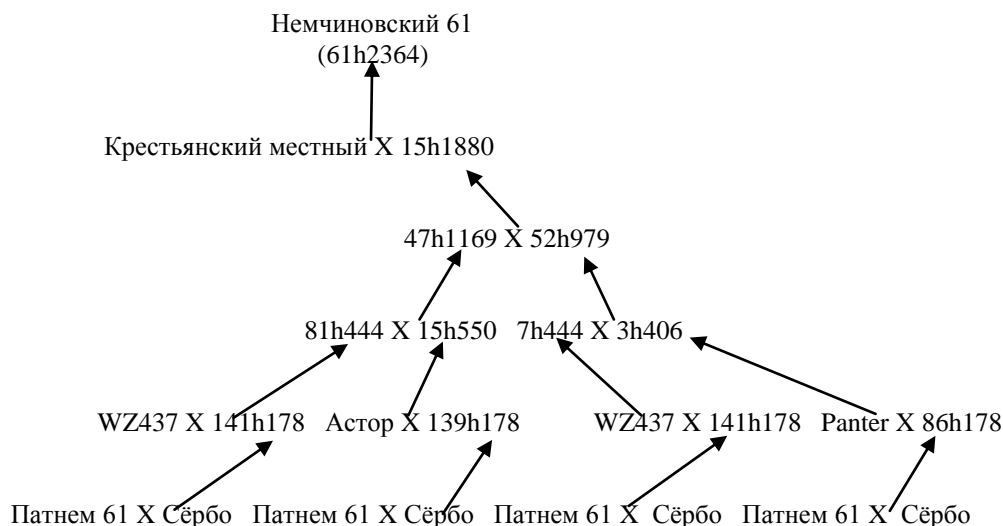 Немчиновский 61
(61h2364)
Крестьянский местный X 15h1880
47h1169 X 52h979
81h444 X 15h550 7h444 X 3h406
WZ437 X 141h178 Астор X 139h178 WZ437 X 141h178 Panter X 86h178
Патнем 61 X Сёрбо Патнем 61 X Сёрбо Патнем 61 X Сёрбо Патнем 61 X Сёрбо